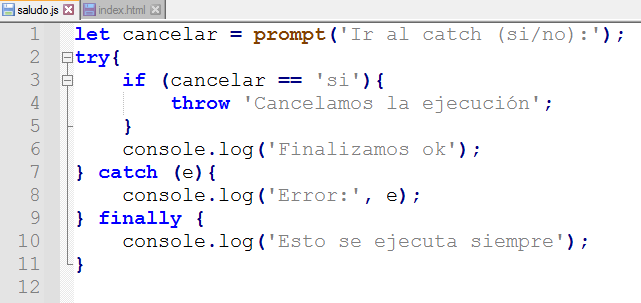 saludo.js index.html
1 let cancelar = prompt('Ir al catch (si/no):');
2 try{
3     if (cancelar == 'si'){
4         throw 'Cancelamos la ejecución';
5     }
6     console.log('Finalizamos ok');
7 } catch (e){
8     console.log('Error:', e);
9 } finally {
10     console.log('Esto se ejecuta siempre');
11 }
12